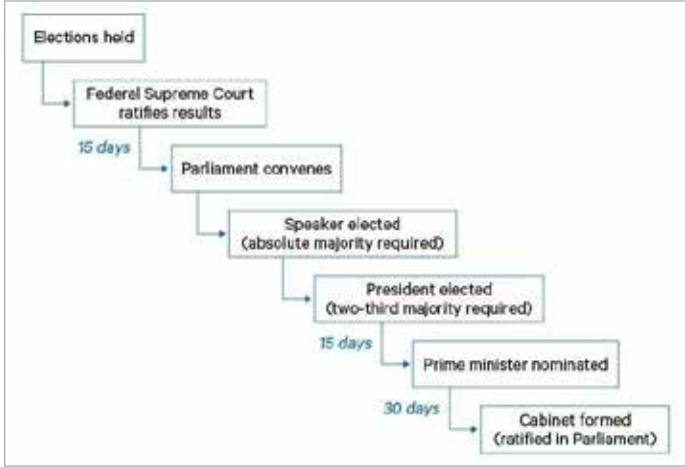 Elections held
Federal Supreme Court
ratifies results
15 days
Parliament convenes
Speaker elected
(absolute majority required)
President elected
(two-third majority required)
15 days
Prime minister nominated
30 days
Cabinet formed
(ratified in Parliament)